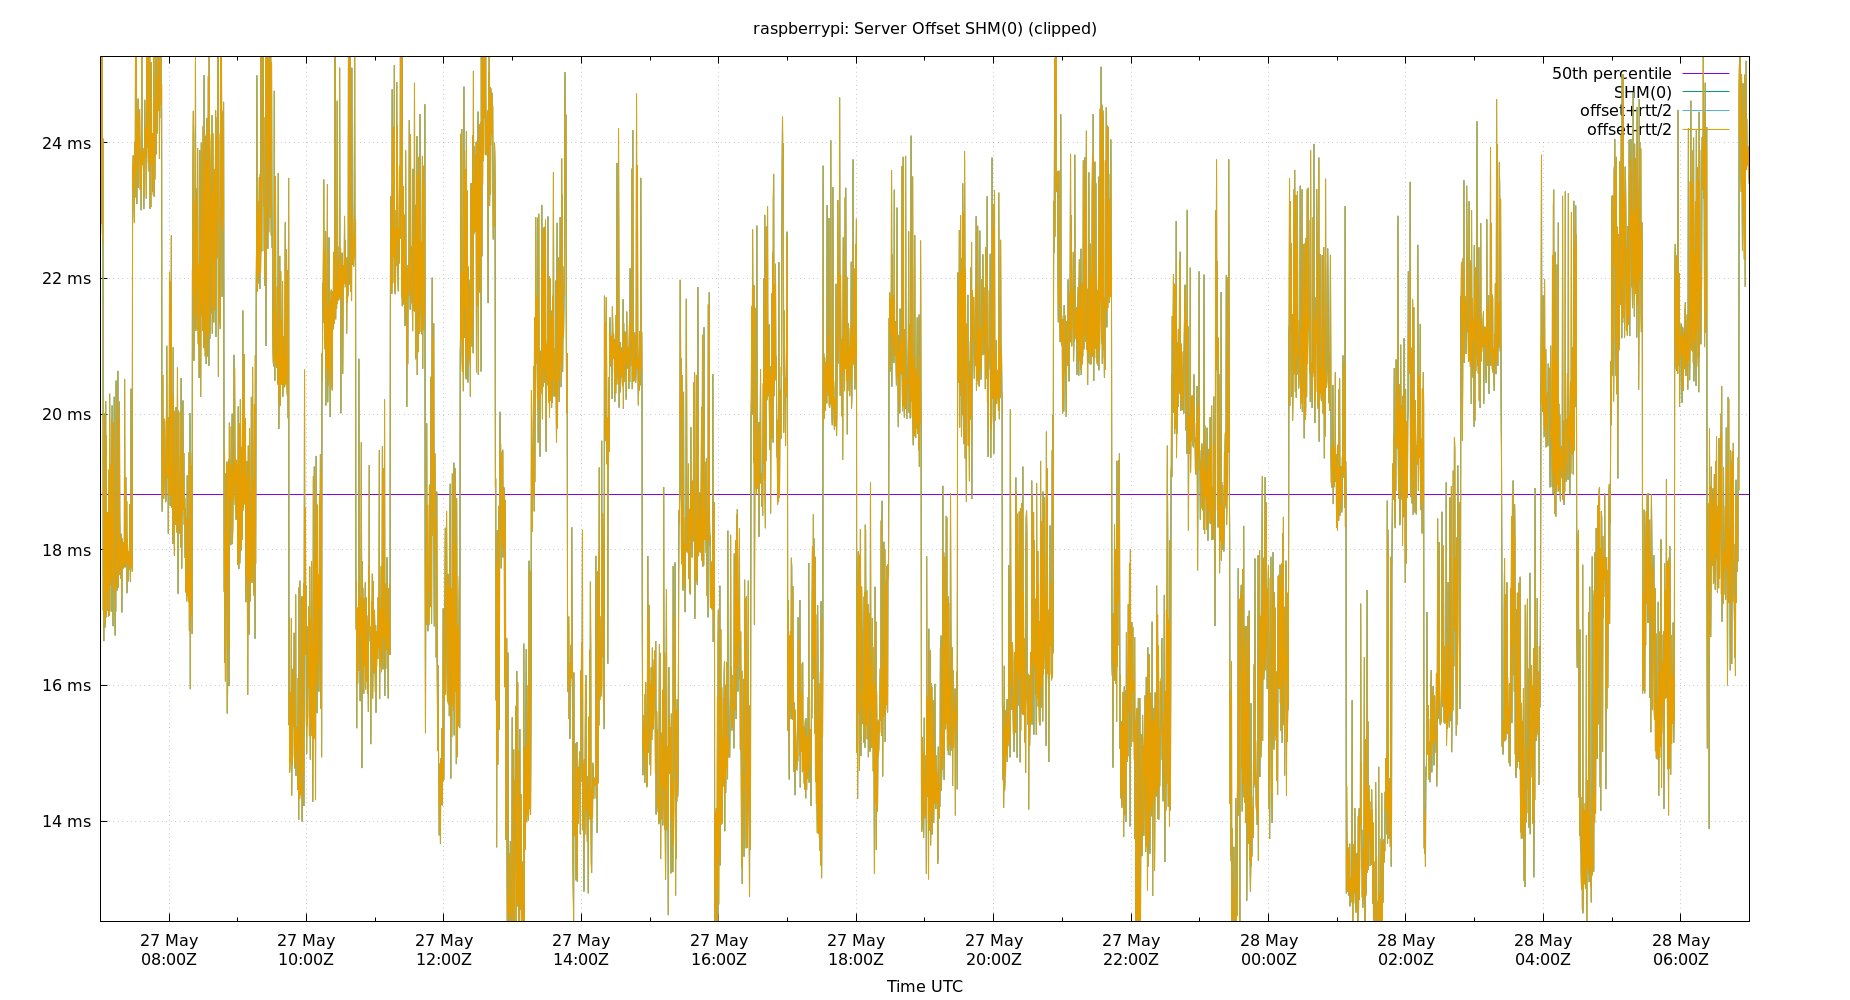 raspberrypi: Server Offset SHM(0) (clipped)
50th percentile
SHM(0)
offset+rtt/2
offset-rtt/2
24 ms
22 ms
20 ms
18 ms
16 ms
14 ms
27 May 27 May 27 May 27 May 27 May 27 May 27 May 27 May 28 May 28 May 28 May 28 May
08:00Z 10:00Z 12:00Z 14:00Z 16:00Z 18:00Z 20:00Z 22:00Z 00:00Z 02:00Z 04:00Z 06:00Z
Time UTC